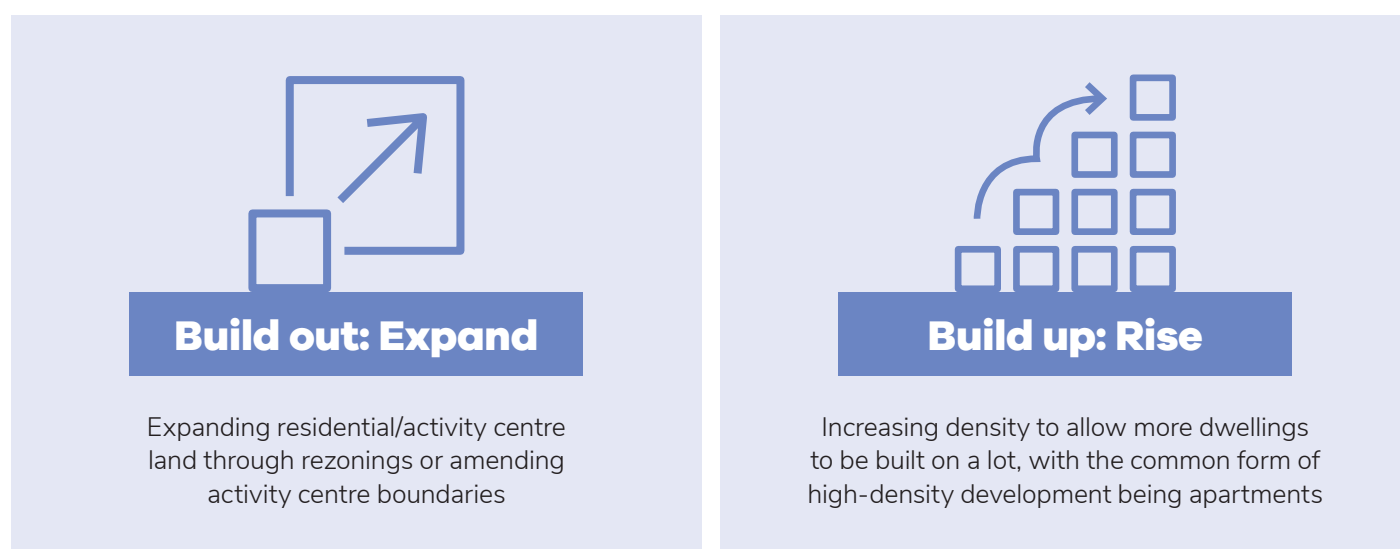 Build out: Expand
Expanding residential/activity centre
land through rezonings or amending
activity centre boundaries
Build up: Rise
Increasing density to allow more dwellings
to be built on a lot, with the common form of
high-density development being apartments